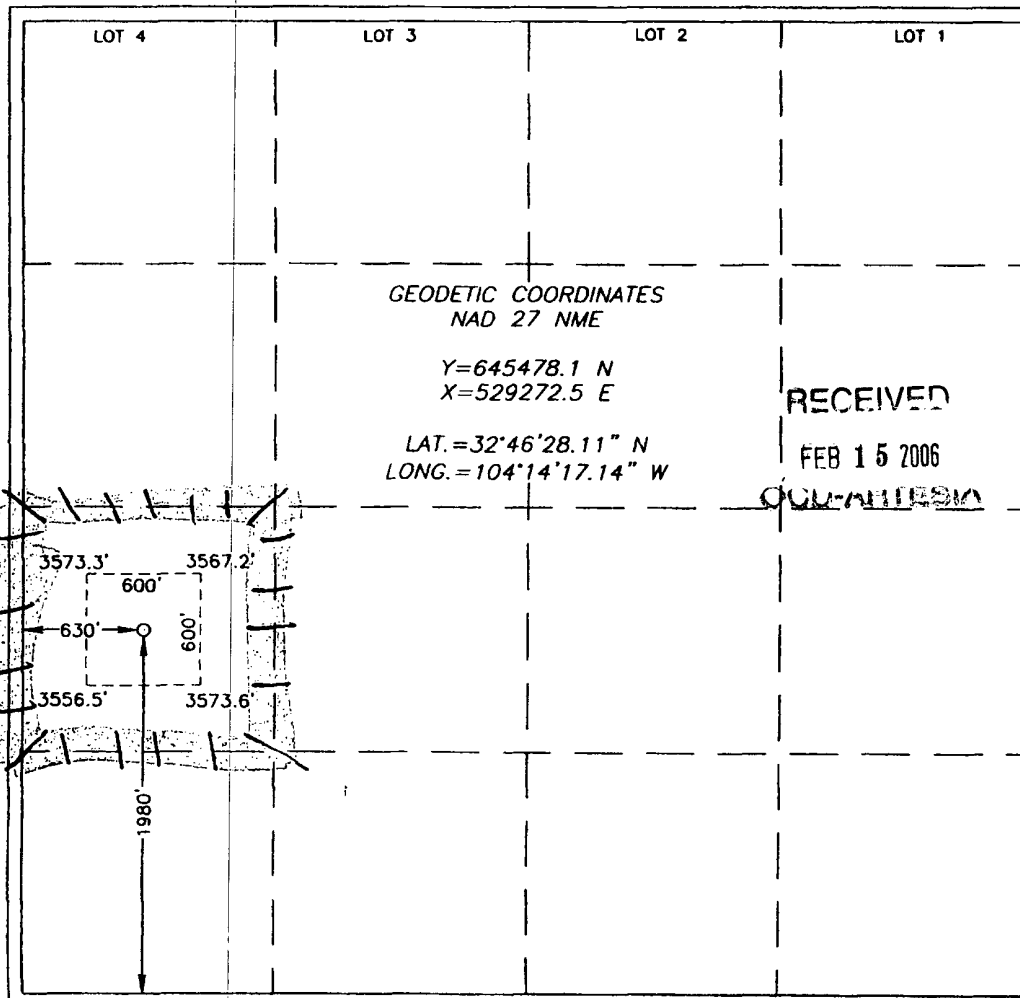 LOT 4
LOT 3
LOT 2
LOT 1
GEODETIC COORDINATES
NAD 27 NME
Y=645478.1 N
X=529272.5 E
LAT.=32°46'28.11" N
LONG.=104°14'17.14" W
RECEIVED
FEB 15 2006
OCD-ARTESIA
3573.3'
3567.2'
600'
600'
630'
3556.5'
3573.6'
1980'